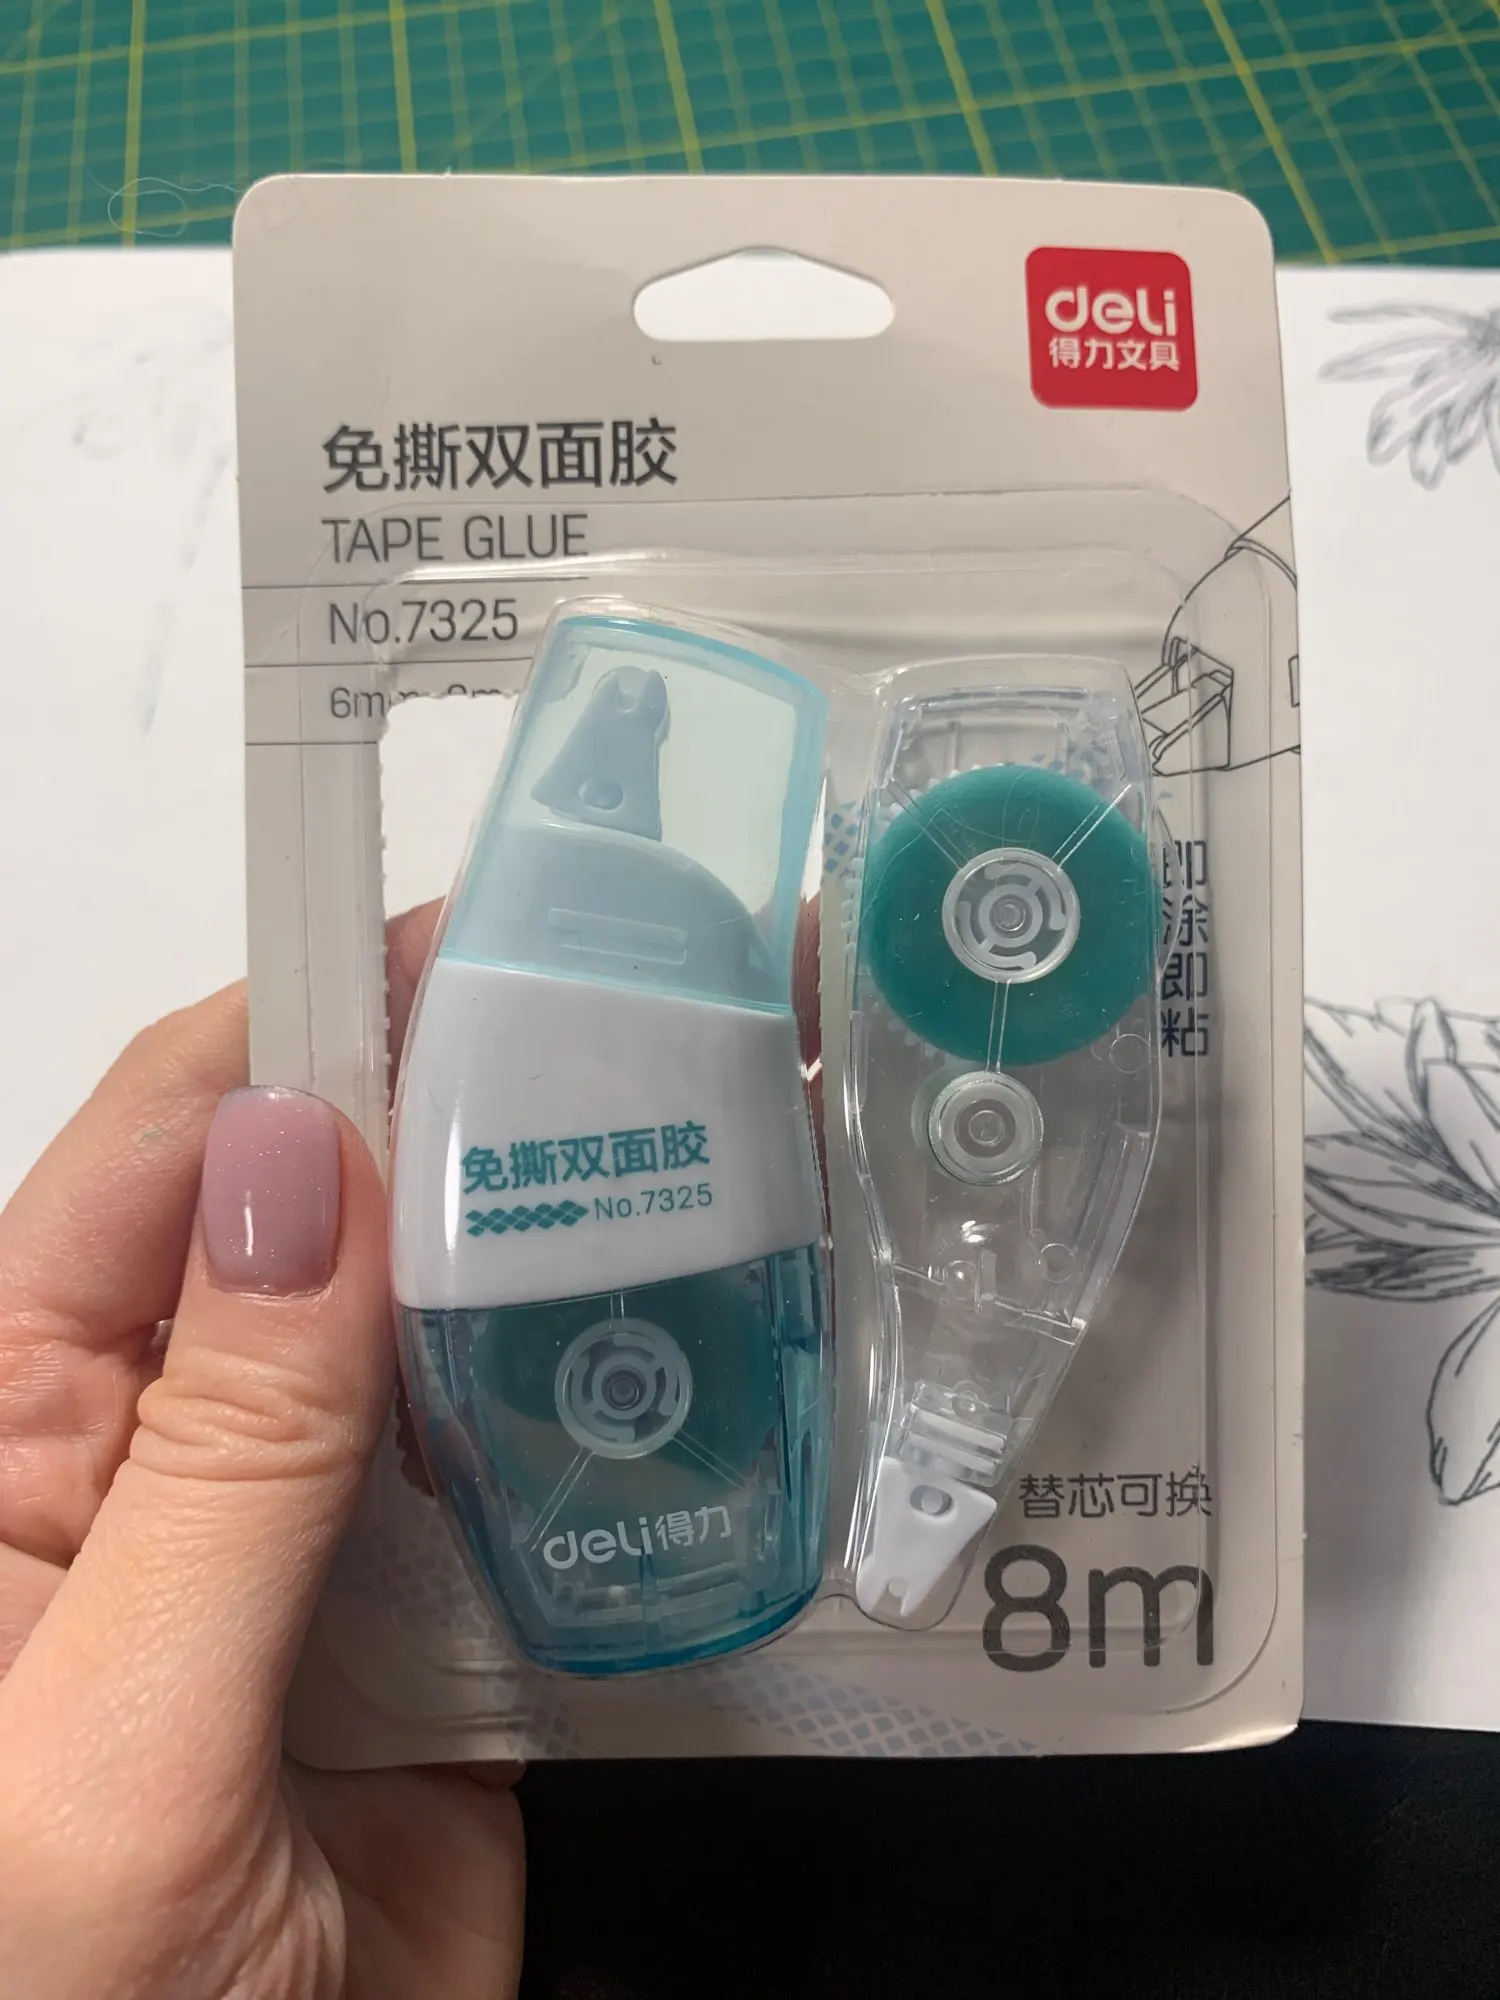 deli
得力文具
免撕双面胶
TAPE GLUE
No.7325
免撕双面胶
No.7325
deli得力
即涂即粘
替芯可换
8m